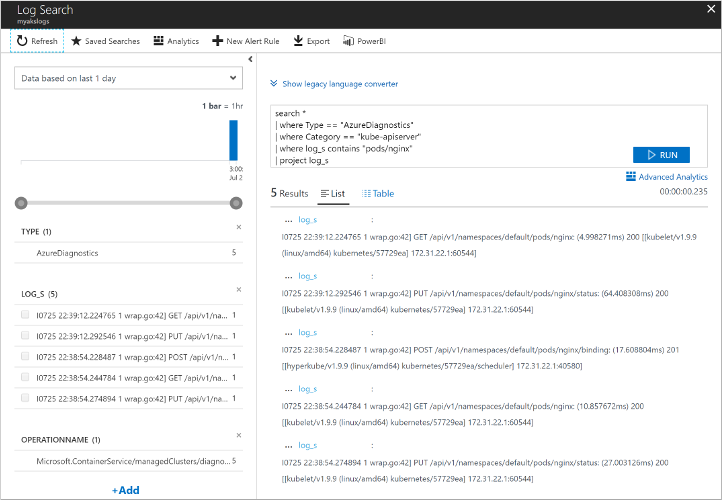 Log Search
myakslogs
Refresh Saved Searches Analytics New Alert Rule Export PowerBI
Data based on last 1 day
1 bar = 1hr
3:00:
Jul 2
TYPE (1)
AzureDiagnostics 5
LOG_S (5)
I0725 22:39:12.224765 1 wrap.go:42] GET /api/v1/na... 1
I0725 22:39:12.292546 1 wrap.go:42] PUT /api/v1/na... 1
I0725 22:38:54.228487 1 wrap.go:42] POST /api/v1/n... 1
I0725 22:38:54.244784 1 wrap.go:42] GET /api/v1/na... 1
I0725 22:38:54.274894 1 wrap.go:42] PUT /api/v1/na... 1
OPERATIONNAME (1)
Microsoft.ContainerService/managedClusters/diagno... 5
+Add
Show legacy language converter
search *
| where Type == "AzureDiagnostics"
| where Category == "kube-apiserver"
| where log_s contains "pods/nginx"
| project log_s
RUN
Advanced Analytics
5 Results List Table 00:00:00.235
... log_s :
I0725 22:39:12.224765 1 wrap.go:42] GET /api/v1/namespaces/default/pods/nginx: (4.998271ms) 200 [[kubelet/v1.9.9
(linux/amd64) kubernetes/57729ea] 172.31.22.1:60544]
... log_s :
I0725 22:39:12.292546 1 wrap.go:42] PUT /api/v1/namespaces/default/pods/nginx/status: (64.408308ms) 200
[[kubelet/v1.9.9 (linux/amd64) kubernetes/57729ea] 172.31.22.1:60544]
... log_s :
I0725 22:38:54.228487 1 wrap.go:42] POST /api/v1/namespaces/default/pods/nginx/binding: (17.608804ms) 201
[[hyperkube/v1.9.9 (linux/amd64) kubernetes/57729ea/scheduler] 172.31.22.1:40580]
... log_s :
I0725 22:38:54.244784 1 wrap.go:42] GET /api/v1/namespaces/default/pods/nginx: (10.857672ms) 200
[[kubelet/v1.9.9 (linux/amd64) kubernetes/57729ea] 172.31.22.1:60544]
... log_s :
I0725 22:38:54.274894 1 wrap.go:42] PUT /api/v1/namespaces/default/pods/nginx/status: (27.003126ms) 200
[[kubelet/v1.9.9 (linux/amd64) kubernetes/57729ea] 172.31.22.1:60544]